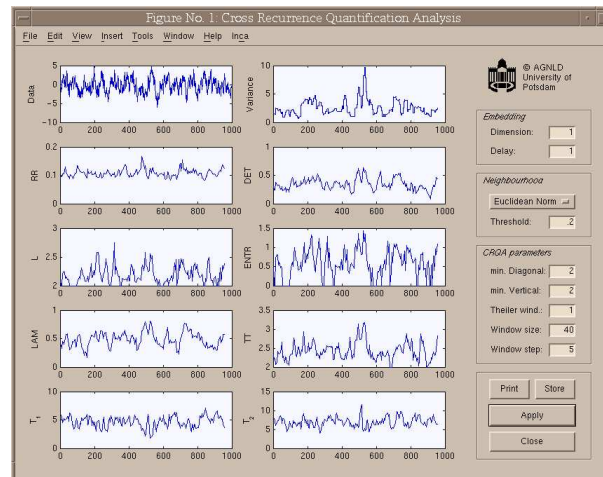 Figure No. 1: Cross Recurrence Quantification Analysis
File Edit View Insert Tools Window Help Inca
Data
5
0
−5
−10
0 200 400 600 800 1000
Variance
10
5
0
0 200 400 600 800 1000
RR
0.2
0.1
0
0 200 400 600 800 1000
DET
1
0.5
0
0 200 400 600 800 1000
L
3
2.5
2
0 200 400 600 800 1000
ENTR
1.5
1
0.5
0
0 200 400 600 800 1000
LAM
1
0.5
0
0 200 400 600 800 1000
TT
3.5
3
2.5
2
0 200 400 600 800 1000
T1
10
5
0
0 200 400 600 800 1000
T2
15
10
5
0
0 200 400 600 800 1000
© AGNLD
University of
Potsdam
Embedding
Dimension: 1
Delay: 1
Neighbourhood
Euclidean Norm
Threshold: .2
CRQA parameters
min. Diagonal: 2
min. Vertical: 2
Theiler wind.: 1
Window size: 40
Window step: 5
Print Store
Apply
Close